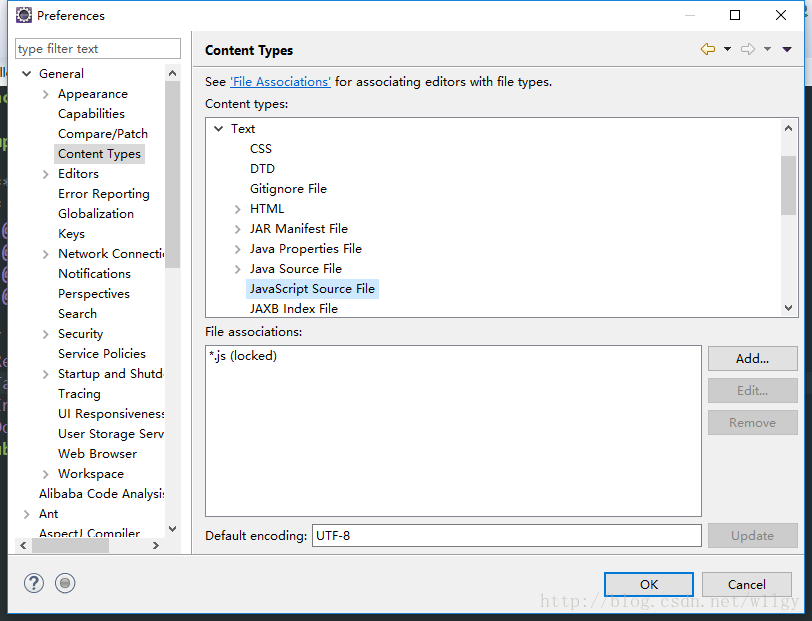 Preferences
type filter text
General
Appearance
Capabilities
Compare/Patch
Content Types
Editors
Error Reporting
Globalization
Keys
Network Connecti
Notifications
Perspectives
Search
Security
Service Policies
Startup and Shutd
Tracing
UI Responsiveness
User Storage Serv
Web Browser
Workspace
Alibaba Code Analysis
Ant
AspectJ Compiler
Content Types
See 'File Associations' for associating editors with file types.
Content types:
Text
CSS
DTD
Gitignore File
HTML
JAR Manifest File
Java Properties File
Java Source File
JavaScript Source File
JAXB Index File
File associations:
*.js (locked)
Add...
Edit...
Remove
Default encoding: UTF-8
Update
?
OK
Cancel
http://blog.csdn.net/w11gy